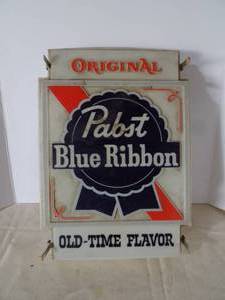 ORIGINAL
Pabst
Blue Ribbon
OLD-TIME FLAVOR